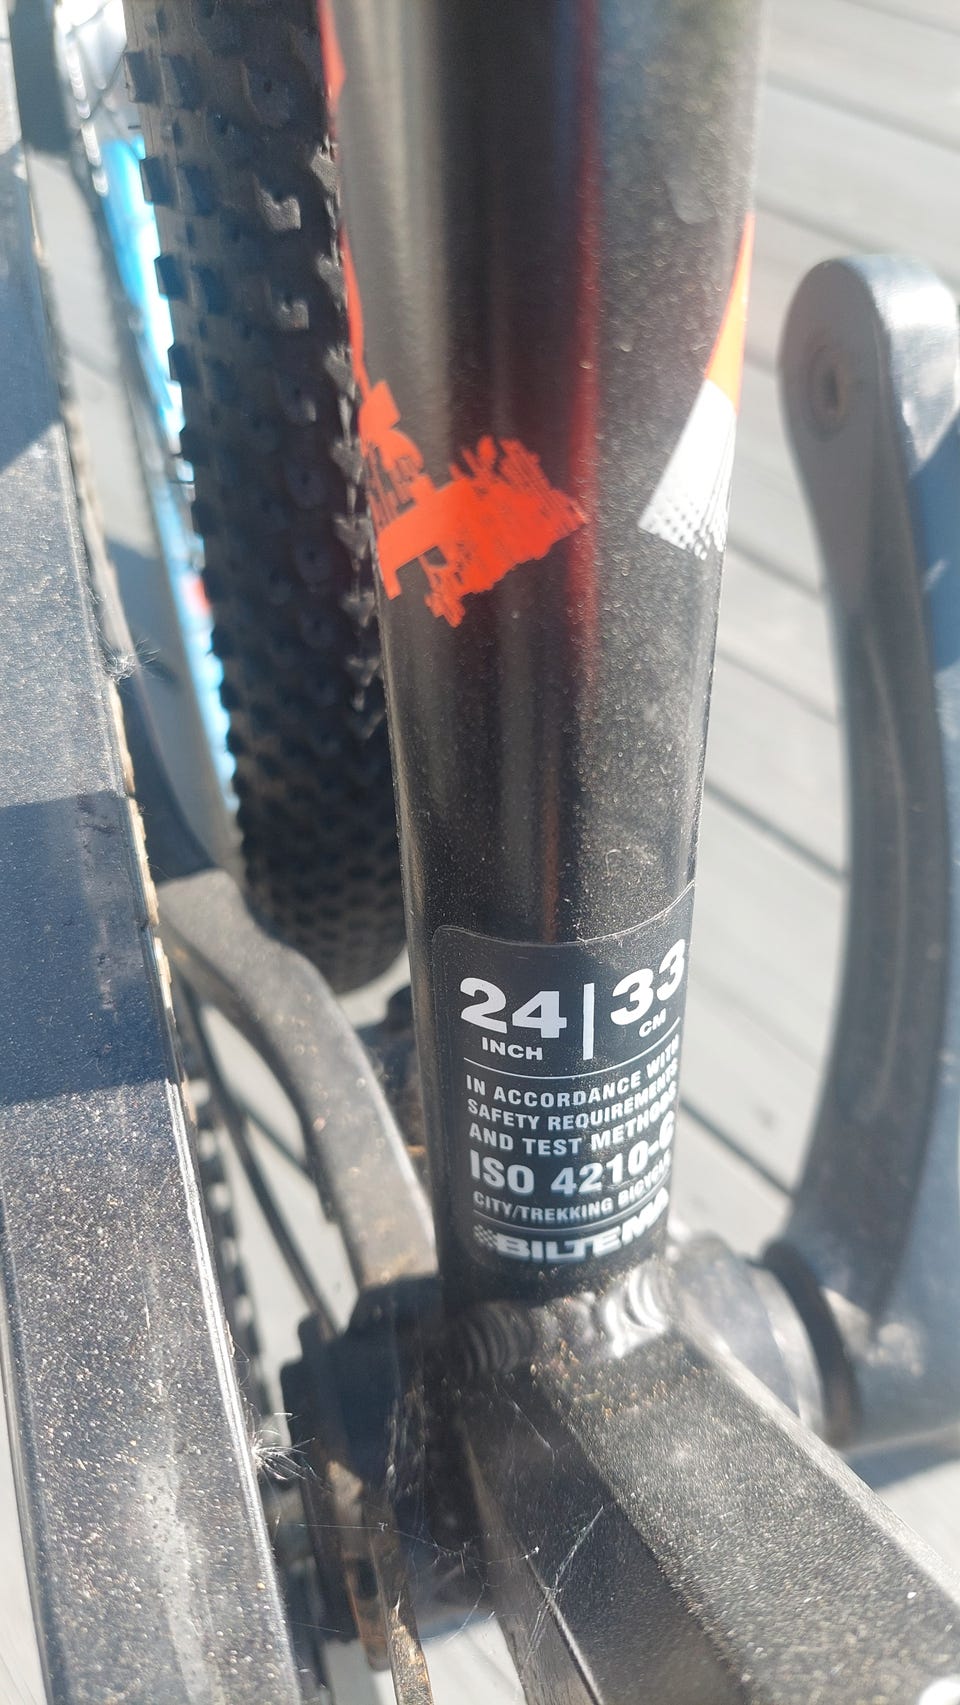 24 | 33
INCH CM
IN ACCORDANCE WITH
SAFETY REQUIREMENTS
AND TEST METHODS
ISO 4210-
CITY/TREKKING BICYCLE
BILTEMA